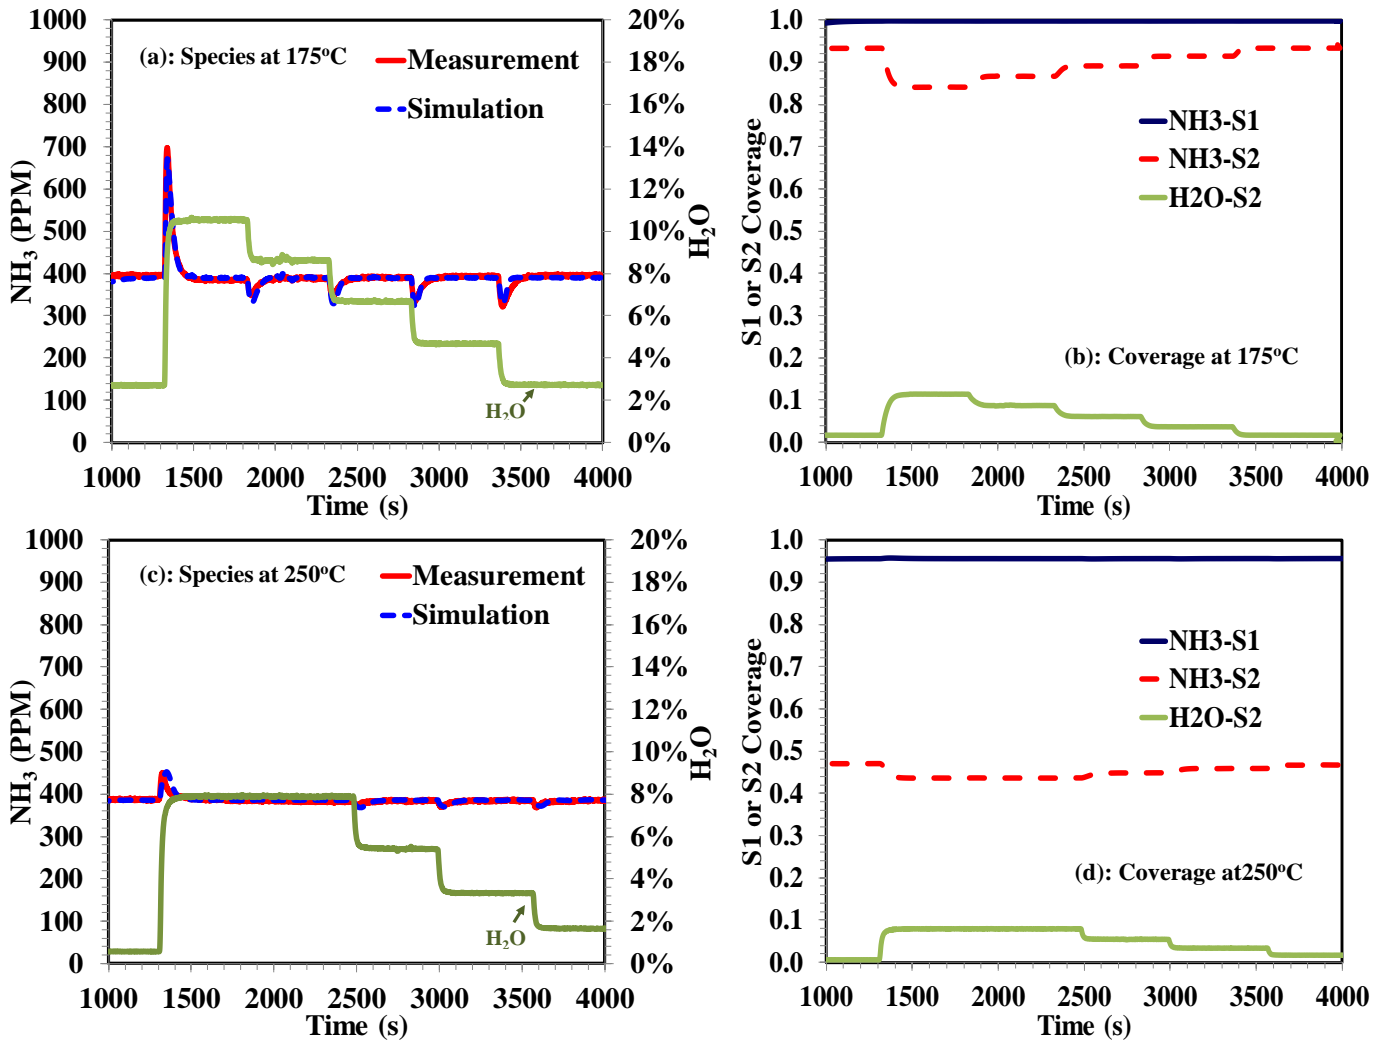 (a): Species at 175°C
Measurement
Simulation
NH₃ (PPM)
1000
900
800
700
600
500
400
300
200
100
0
20%
18%
16%
14%
12%
10%
8%
6%
4%
2%
0%
H₂O
H₂O
1000 1500 2000 2500 3000 3500 4000
Time (s)
S1 or S2 Coverage
1.0
0.9
0.8
0.7
0.6
0.5
0.4
0.3
0.2
0.1
0.0
NH3-S1
NH3-S2
H2O-S2
(b): Coverage at 175°C
1000 1500 2000 2500 3000 3500 4000
Time (s)
(c): Species at 250°C
Measurement
Simulation
NH₃ (PPM)
1000
900
800
700
600
500
400
300
200
100
0
20%
18%
16%
14%
12%
10%
8%
6%
4%
2%
0%
H₂O
H₂O
1000 1500 2000 2500 3000 3500 4000
Time (s)
S1 or S2 Coverage
1.0
0.9
0.8
0.7
0.6
0.5
0.4
0.3
0.2
0.1
0.0
NH3-S1
NH3-S2
H2O-S2
(d): Coverage at250°C
1000 1500 2000 2500 3000 3500 4000
Time (s)